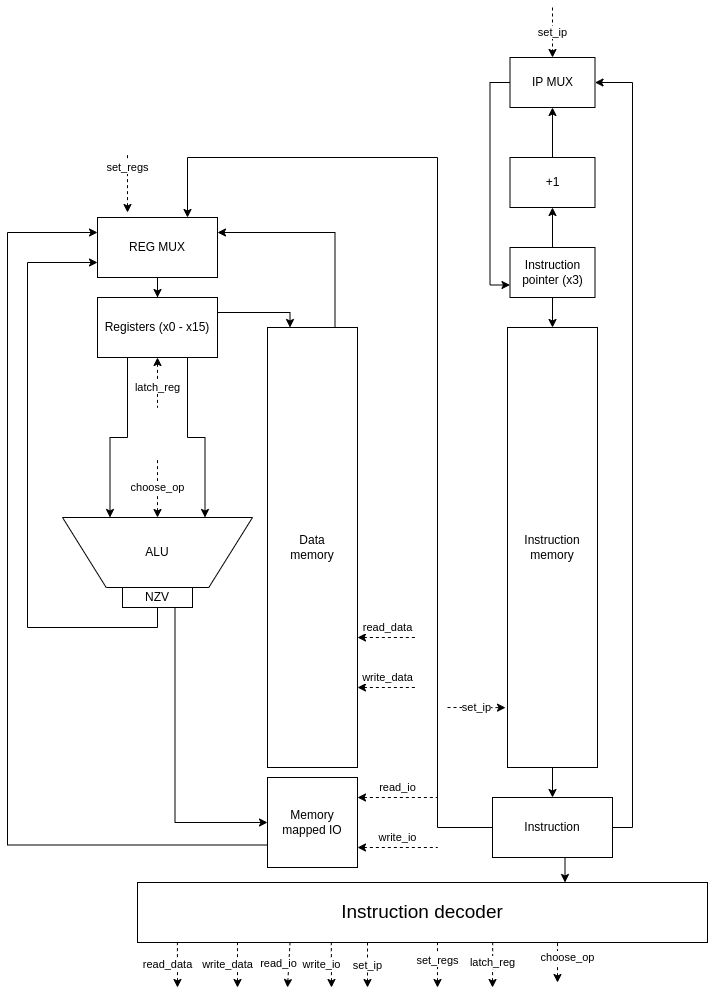 set_ip
IP MUX
set_regs
+1
REG MUX
Instruction
pointer (x3)
Registers (x0 - x15)
latch_reg
choose_op
ALU
Data
memory
Instruction
memory
NZV
read_data
write_data
set_ip
read_io
Memory
mapped IO
Instruction
write_io
Instruction decoder
read_data write_data read_io write_io set_ip set_regs latch_reg choose_op